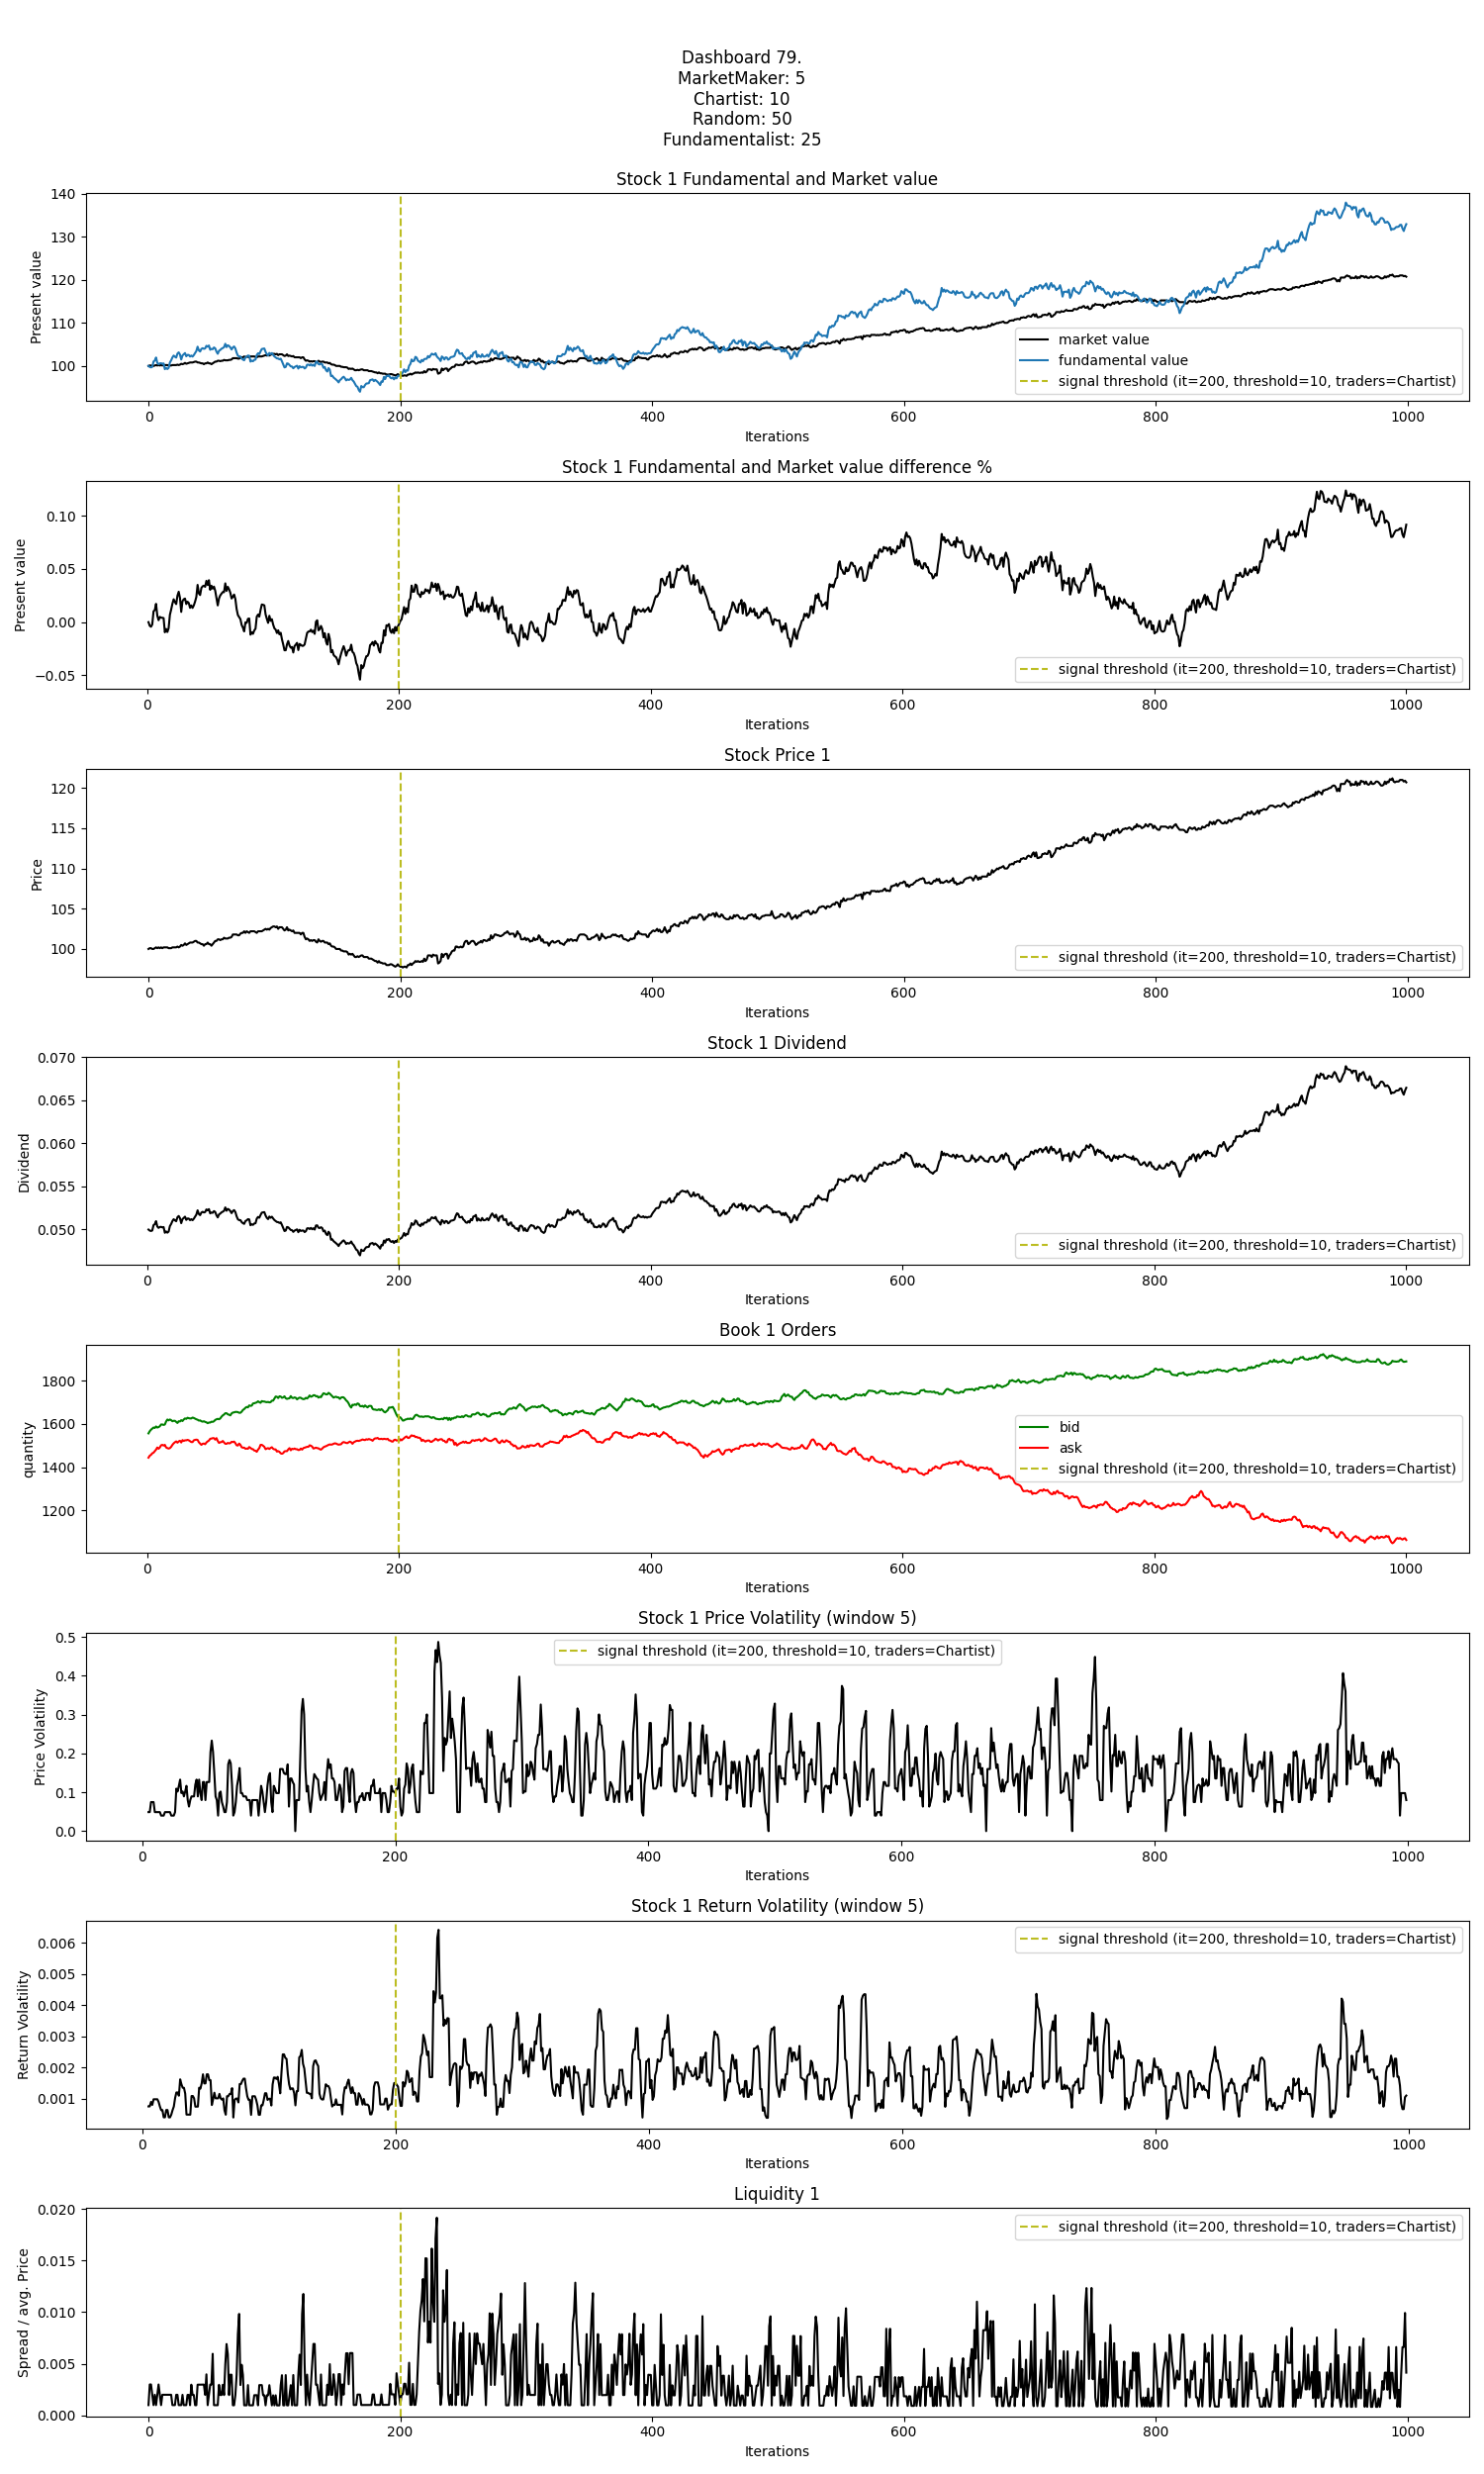 Dashboard 79.
MarketMaker: 5
Chartist: 10
Random: 50
Fundamentalist: 25
Stock 1 Fundamental and Market value
140
130
120
110
100
Present value
market value
fundamental value
signal threshold (it=200, threshold=10, traders=Chartist)
0 200 400 600 800 1000
Iterations
Stock 1 Fundamental and Market value difference %
0.10
0.05
0.00
−0.05
Present value
signal threshold (it=200, threshold=10, traders=Chartist)
0 200 400 600 800 1000
Iterations
Stock Price 1
120
115
110
105
100
Price
signal threshold (it=200, threshold=10, traders=Chartist)
0 200 400 600 800 1000
Iterations
Stock 1 Dividend
0.070
0.065
0.060
0.055
0.050
Dividend
signal threshold (it=200, threshold=10, traders=Chartist)
0 200 400 600 800 1000
Iterations
Book 1 Orders
1800
1600
1400
1200
quantity
bid
ask
signal threshold (it=200, threshold=10, traders=Chartist)
0 200 400 600 800 1000
Iterations
Stock 1 Price Volatility (window 5)
0.5
0.4
0.3
0.2
0.1
0.0
Price Volatility
signal threshold (it=200, threshold=10, traders=Chartist)
0 200 400 600 800 1000
Iterations
Stock 1 Return Volatility (window 5)
0.006
0.005
0.004
0.003
0.002
0.001
Return Volatility
signal threshold (it=200, threshold=10, traders=Chartist)
0 200 400 600 800 1000
Iterations
Liquidity 1
0.020
0.015
0.010
0.005
0.000
Spread / avg. Price
signal threshold (it=200, threshold=10, traders=Chartist)
0 200 400 600 800 1000
Iterations